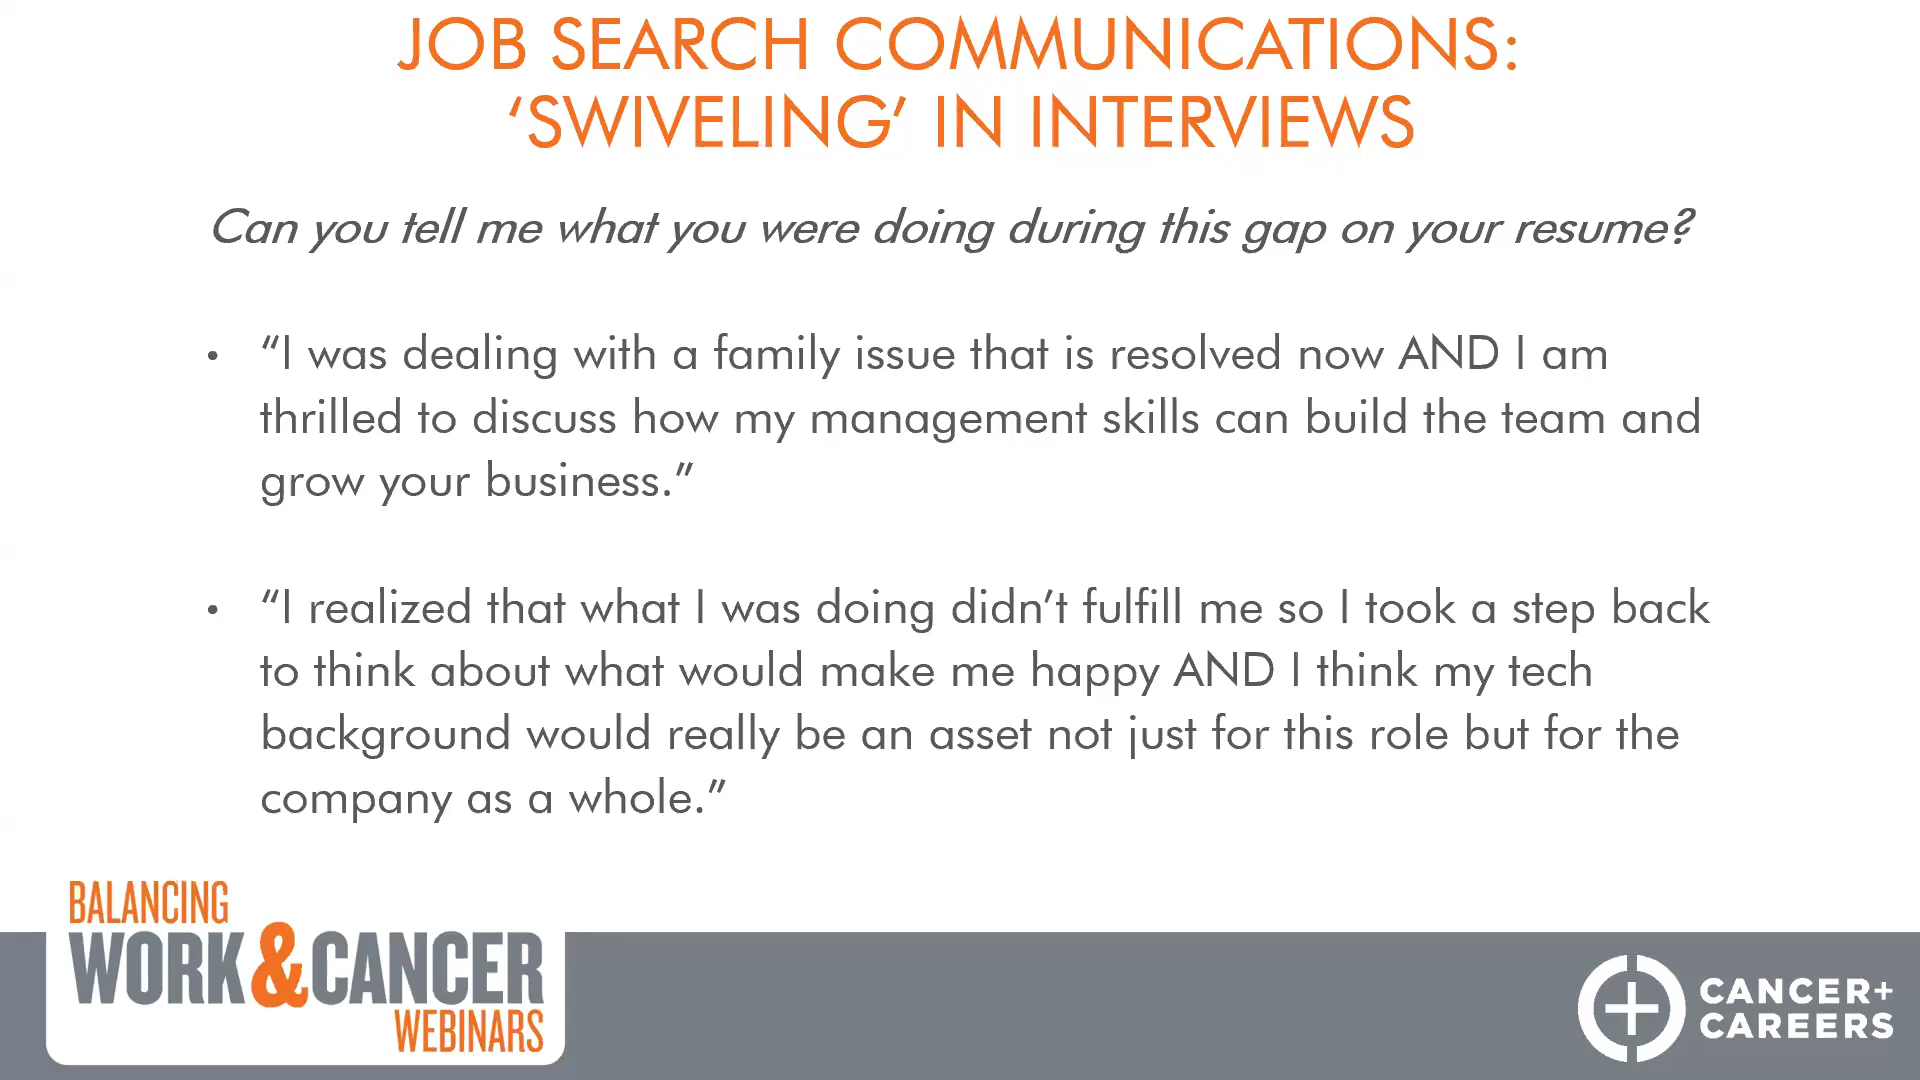 JOB SEARCH COMMUNICATIONS:
‘SWIVELING’ IN INTERVIEWS
Can you tell me what you were doing during this gap on your resume?
• “I was dealing with a family issue that is resolved now AND I am
thrilled to discuss how my management skills can build the team and
grow your business.”
• “I realized that what I was doing didn’t fulfill me so I took a step back
to think about what would make me happy AND I think my tech
background would really be an asset not just for this role but for the
company as a whole.”
BALANCING
WORK&CANCER
WEBINARS
CANCER+
CAREERS